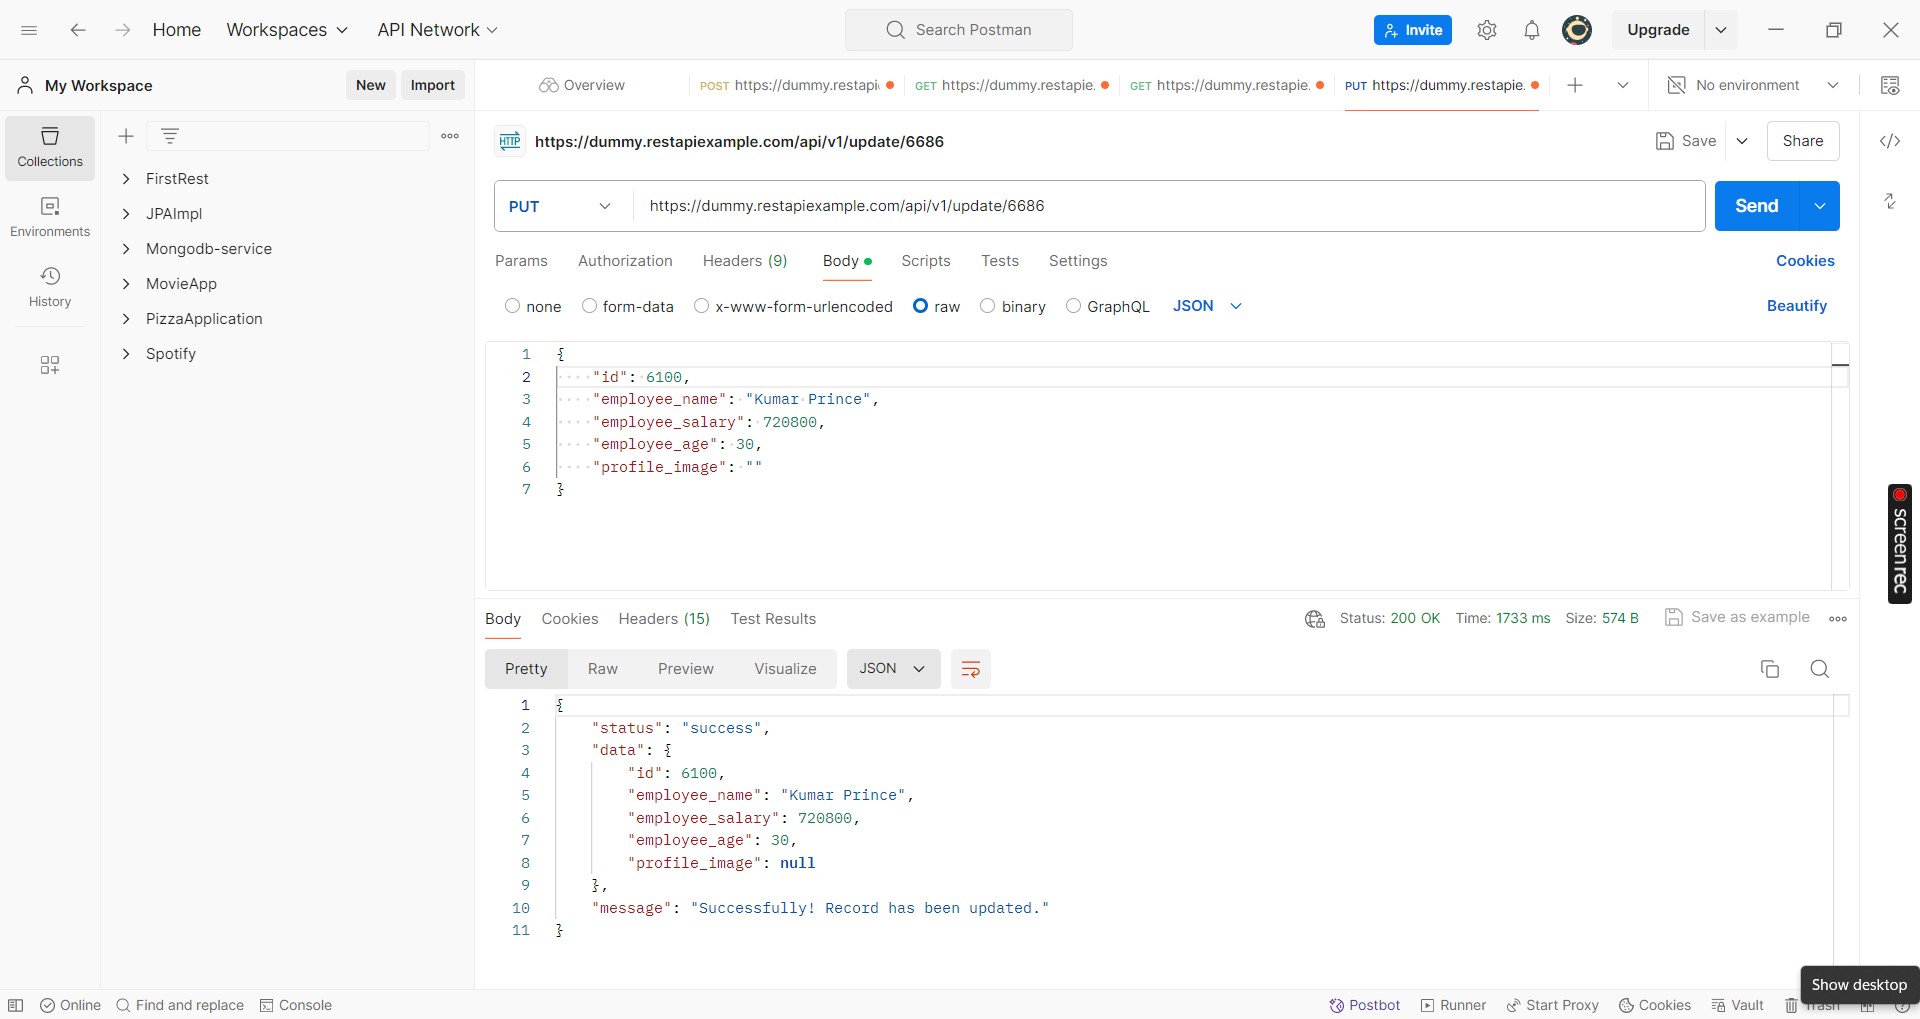 Home
Workspaces
API Network
Search Postman
Invite
Upgrade
My Workspace
New
Import
Overview
POST https://dummy.restapi
GET https://dummy.restapie.
GET https://dummy.restapie.
PUT https://dummy.restapie.
No environment
Collections
Environments
History
FirstRest
JPAImpl
Mongodb-service
MovieApp
PizzaApplication
Spotify
HTTP https://dummy.restapiexample.com/api/v1/update/6686
Save
Share
PUT
https://dummy.restapiexample.com/api/v1/update/6686
Send
Params
Authorization
Headers (9)
Body
Scripts
Tests
Settings
Cookies
none
form-data
x-www-form-urlencoded
raw
binary
GraphQL
JSON
Beautify
1 {
2 "id": 6100,
3 "employee_name": "Kumar Prince",
4 "employee_salary": 720800,
5 "employee_age": 30,
6 "profile_image": ""
7 }
screenrec
Body
Cookies
Headers (15)
Test Results
Status: 200 OK
Time: 1733 ms
Size: 574 B
Save as example
Pretty
Raw
Preview
Visualize
JSON
1 {
2 "status": "success",
3 "data": {
4 "id": 6100,
5 "employee_name": "Kumar Prince",
6 "employee_salary": 720800,
7 "employee_age": 30,
8 "profile_image": null
9 },
10 "message": "Successfully! Record has been updated."
11 }
Show desktop
Online
Find and replace
Console
Postbot
Runner
Start Proxy
Cookies
Vault
Trash